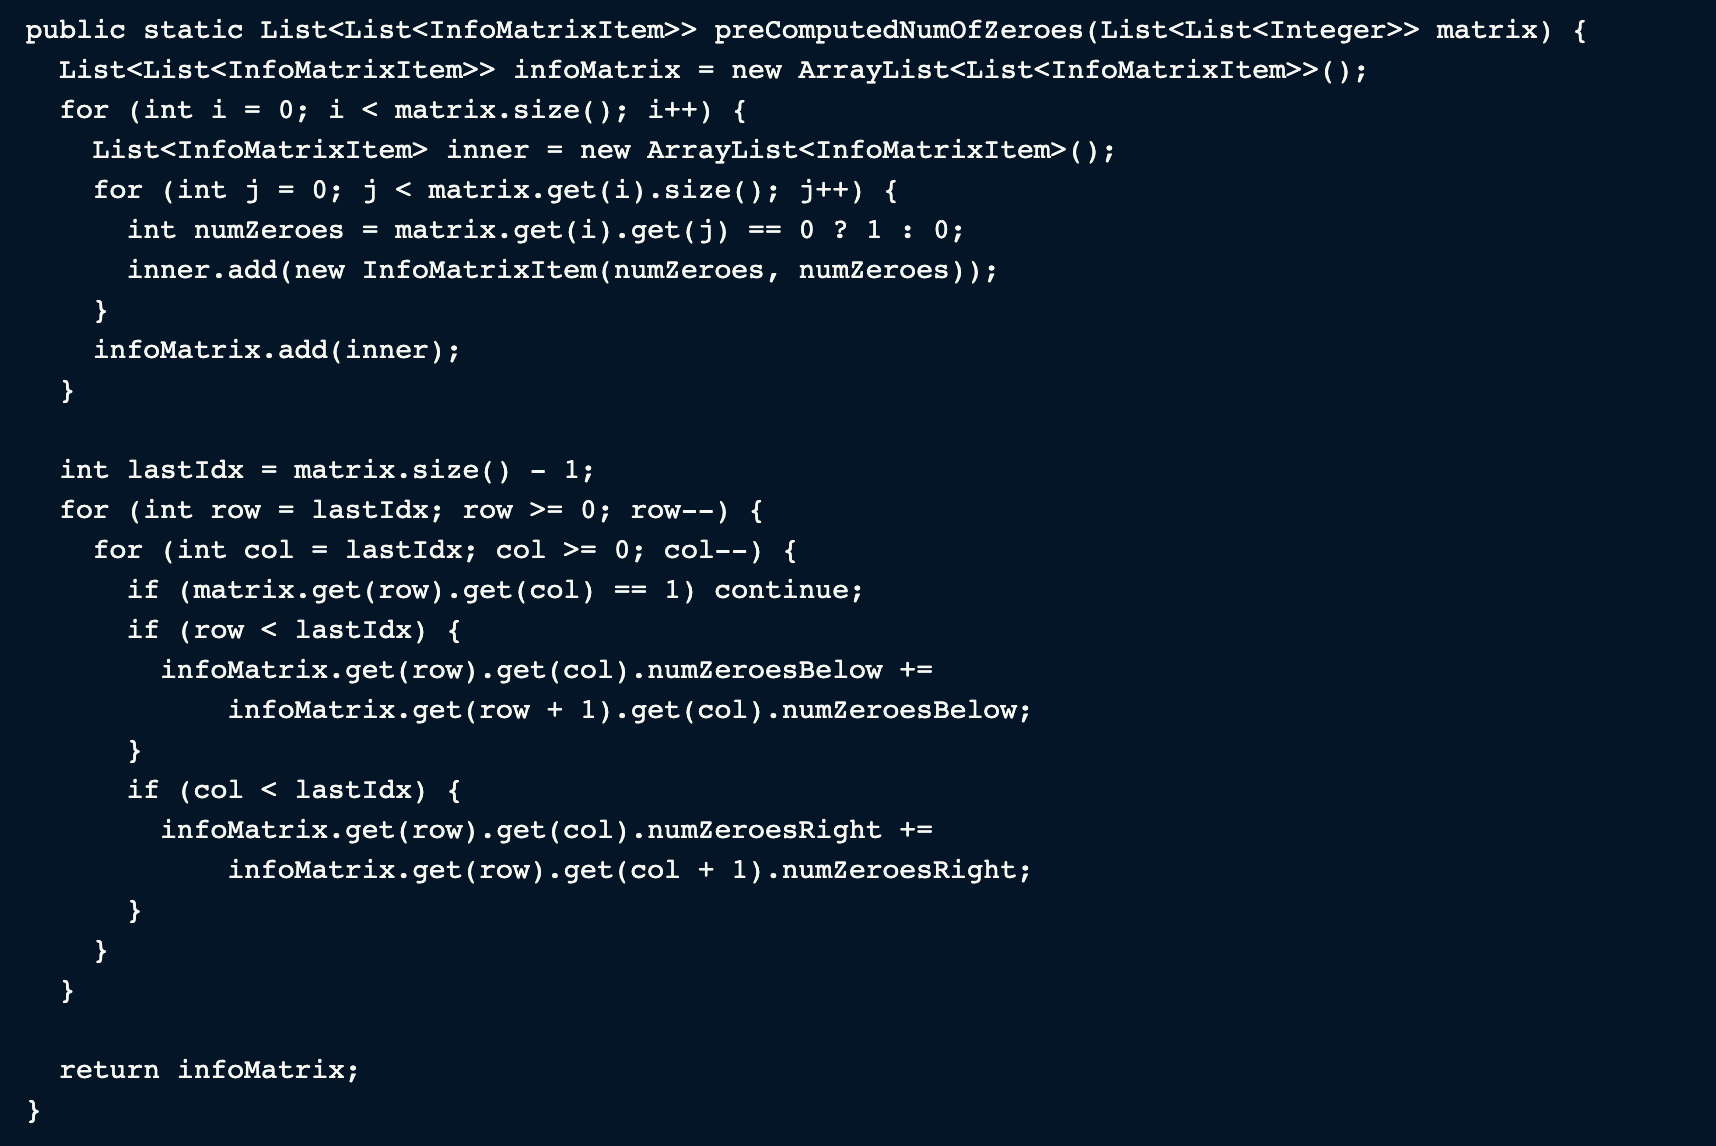 public static List<List<InfoMatrixItem>> preComputedNumOfZeroes(List<List<Integer>> matrix) {
  List<List<InfoMatrixItem>> infoMatrix = new ArrayList<List<InfoMatrixItem>>();
  for (int i = 0; i < matrix.size(); i++) {
    List<InfoMatrixItem> inner = new ArrayList<InfoMatrixItem>();
    for (int j = 0; j < matrix.get(i).size(); j++) {
      int numZeroes = matrix.get(i).get(j) == 0 ? 1 : 0;
      inner.add(new InfoMatrixItem(numZeroes, numZeroes));
    }
    infoMatrix.add(inner);
  }

  int lastIdx = matrix.size() - 1;
  for (int row = lastIdx; row >= 0; row--) {
    for (int col = lastIdx; col >= 0; col--) {
      if (matrix.get(row).get(col) == 1) continue;
      if (row < lastIdx) {
        infoMatrix.get(row).get(col).numZeroesBelow +=
            infoMatrix.get(row + 1).get(col).numZeroesBelow;
      }
      if (col < lastIdx) {
        infoMatrix.get(row).get(col).numZeroesRight +=
            infoMatrix.get(row).get(col + 1).numZeroesRight;
      }
    }
  }

  return infoMatrix;
}